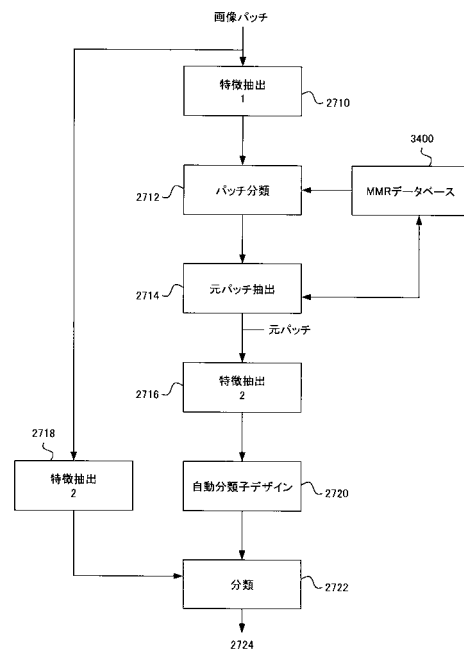 画像パッチ
特徴抽出
1
2710
3400
パッチ分類
2712
MMRデータベース
元パッチ抽出
2714
元パッチ
特徴抽出
2
2716
2718
特徴抽出
2
自動分類子デザイン
2720
分類
2722
2724